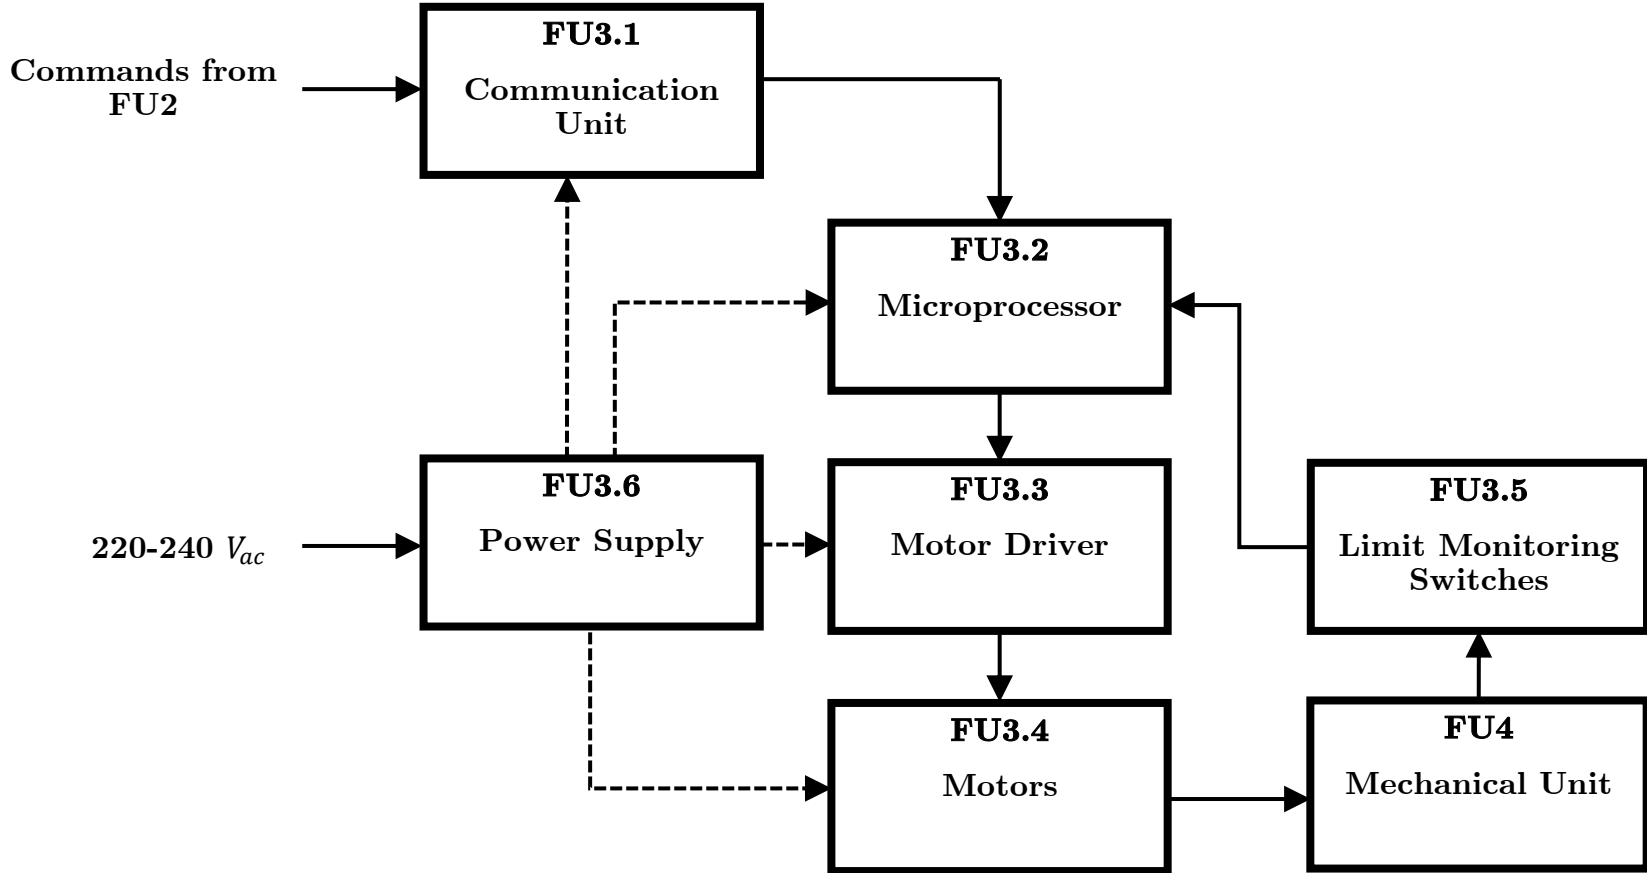 FU3.1
Communication
Unit
Commands from
FU2
FU3.2
Microprocessor
FU3.6
Power Supply
220-240 Vac
FU3.3
Motor Driver
FU3.5
Limit Monitoring
Switches
FU3.4
Motors
FU4
Mechanical Unit